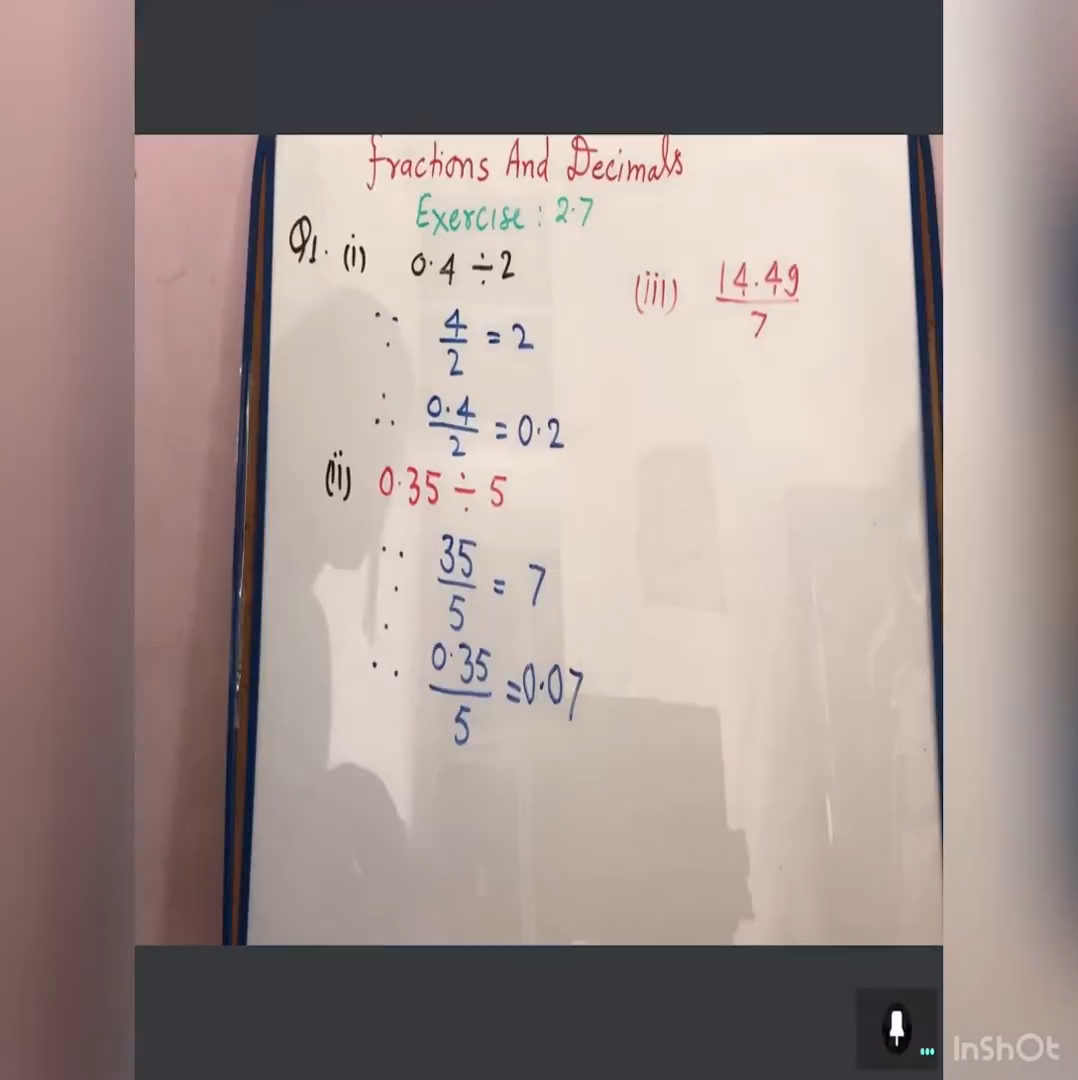 Fractions And Decimals
Exercise: 2.7
Q1. (i) 0.4 ÷ 2
∵ 4/2 = 2
∴ 0.4/2 = 0.2
(ii) 0.35 ÷ 5
∵ 35/5 = 7
∴ 0.35/5 = 0.07
(iii) 14.49/7
InShOt